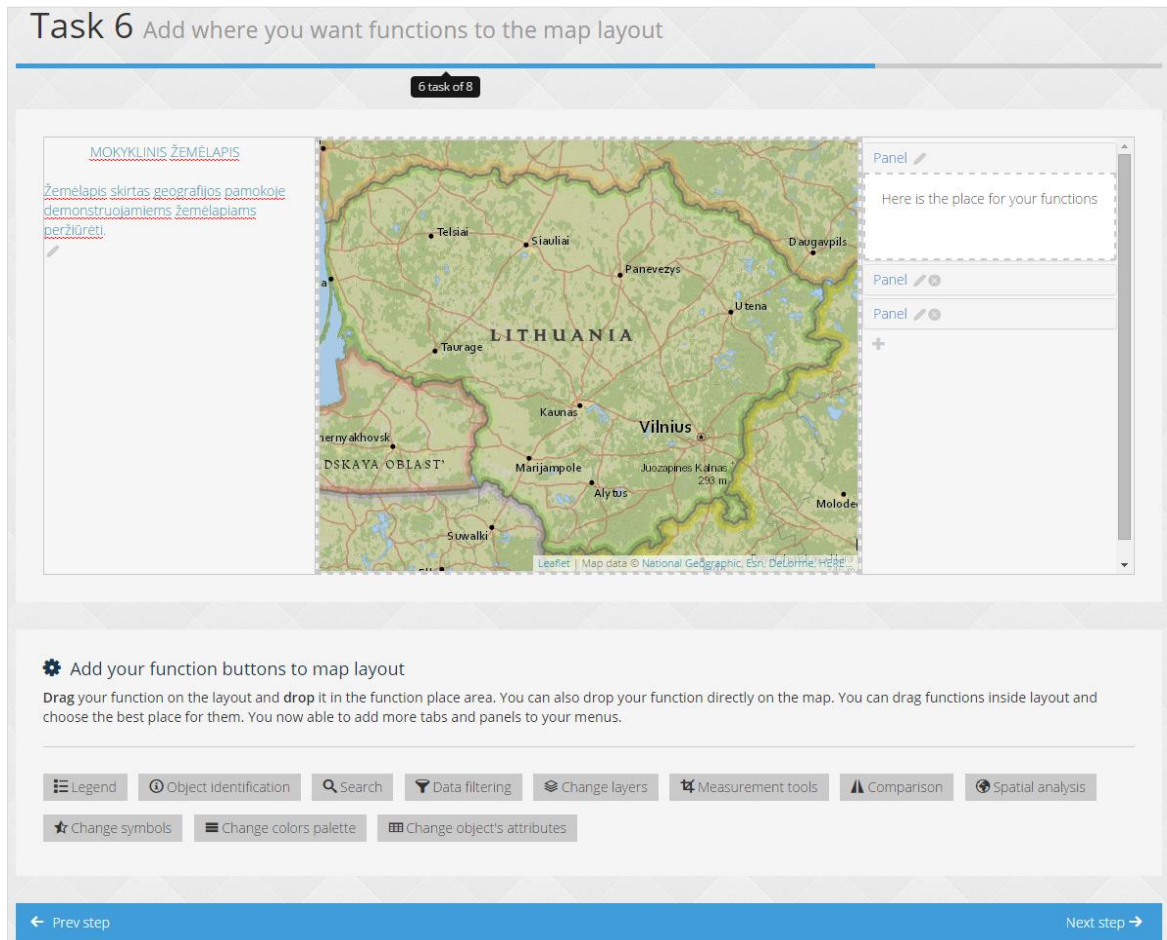 Task 6 Add where you want functions to the map layout
6 task of 8
MOKYKLINIS ŽEMĖLAPIS
Žemėlapis skirtas geografijos pamokoje
demonstruojamiems žemėlapiams
peržiūrėti.
Telsiai
Siauliai
Daugavpils
Panevezys
a
Utena
LITHUANIA
Taurage
Kaunas
Vilnius
nernyakhovsk
DSKAYA OBLAST'
Marijampole
Juozapines Kalnas
293 m
Alytus
Molode
Suwalki
Leaflet | Map data © National Geographic, Esri, DeLorme, HERE...
Panel
Here is the place for your functions
Panel
Panel
Add your function buttons to map layout
Drag your function on the layout and drop it in the function place area. You can also drop your function directly on the map. You can drag functions inside layout and
choose the best place for them. You now able to add more tabs and panels to your menus.
Legend Object identification Search Data filtering Change layers Measurement tools Comparison Spatial analysis
Change symbols Change colors palette Change object's attributes
Prev step Next step